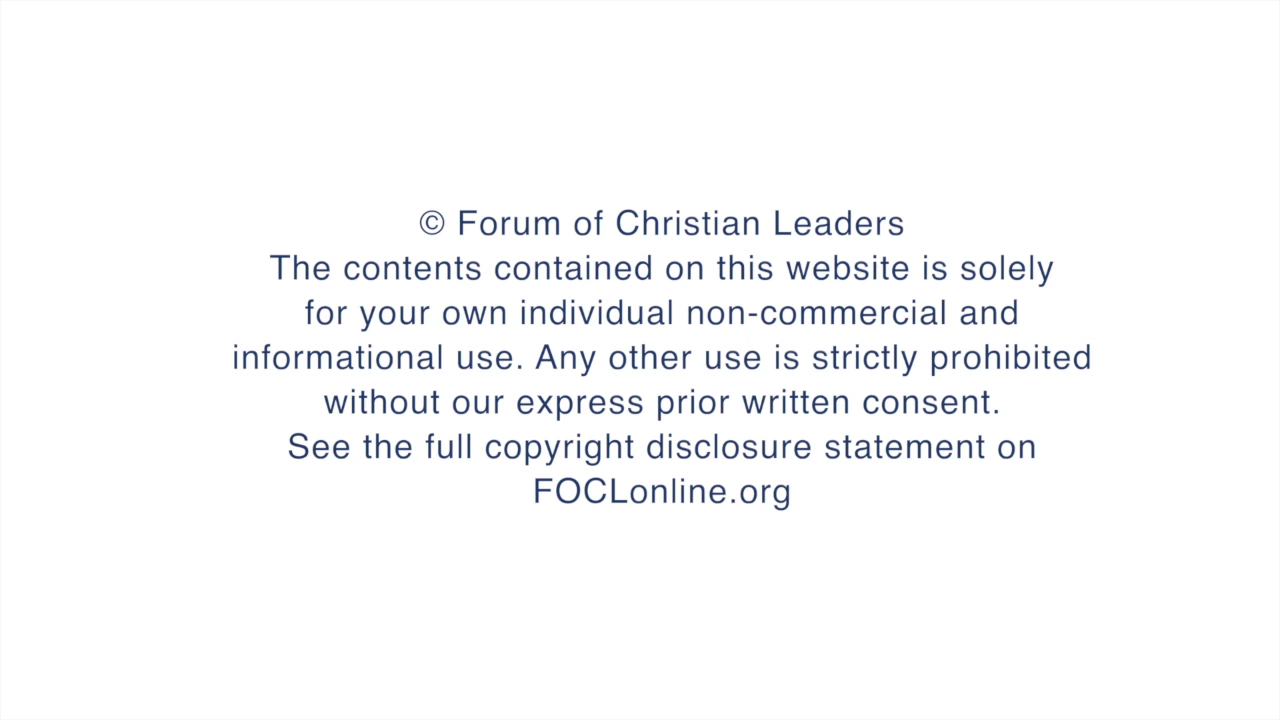 © Forum of Christian Leaders
The contents contained on this website is solely
for your own individual non-commercial and
informational use. Any other use is strictly prohibited
without our express prior written consent.
See the full copyright disclosure statement on
FOCLonline.org